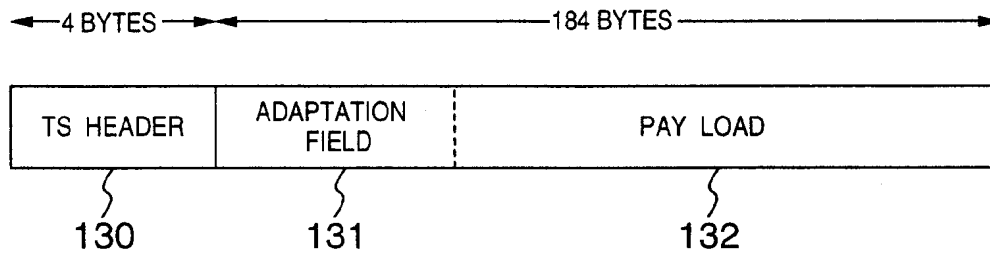 4 BYTES
184 BYTES
TS HEADER
ADAPTATION
FIELD
PAY LOAD
130
131
132